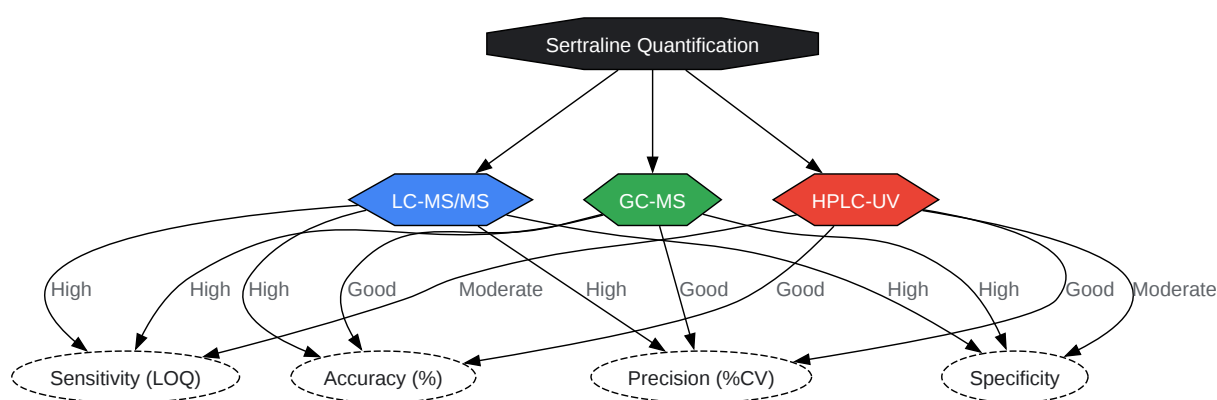 Sertraline Quantification
LC-MS/MS
GC-MS
HPLC-UV
High
High
High
Good
Moderate
High
Good
Good
High
High
Good
Moderate
Sensitivity (LOQ)
Accuracy (%)
Precision (%CV)
Specificity